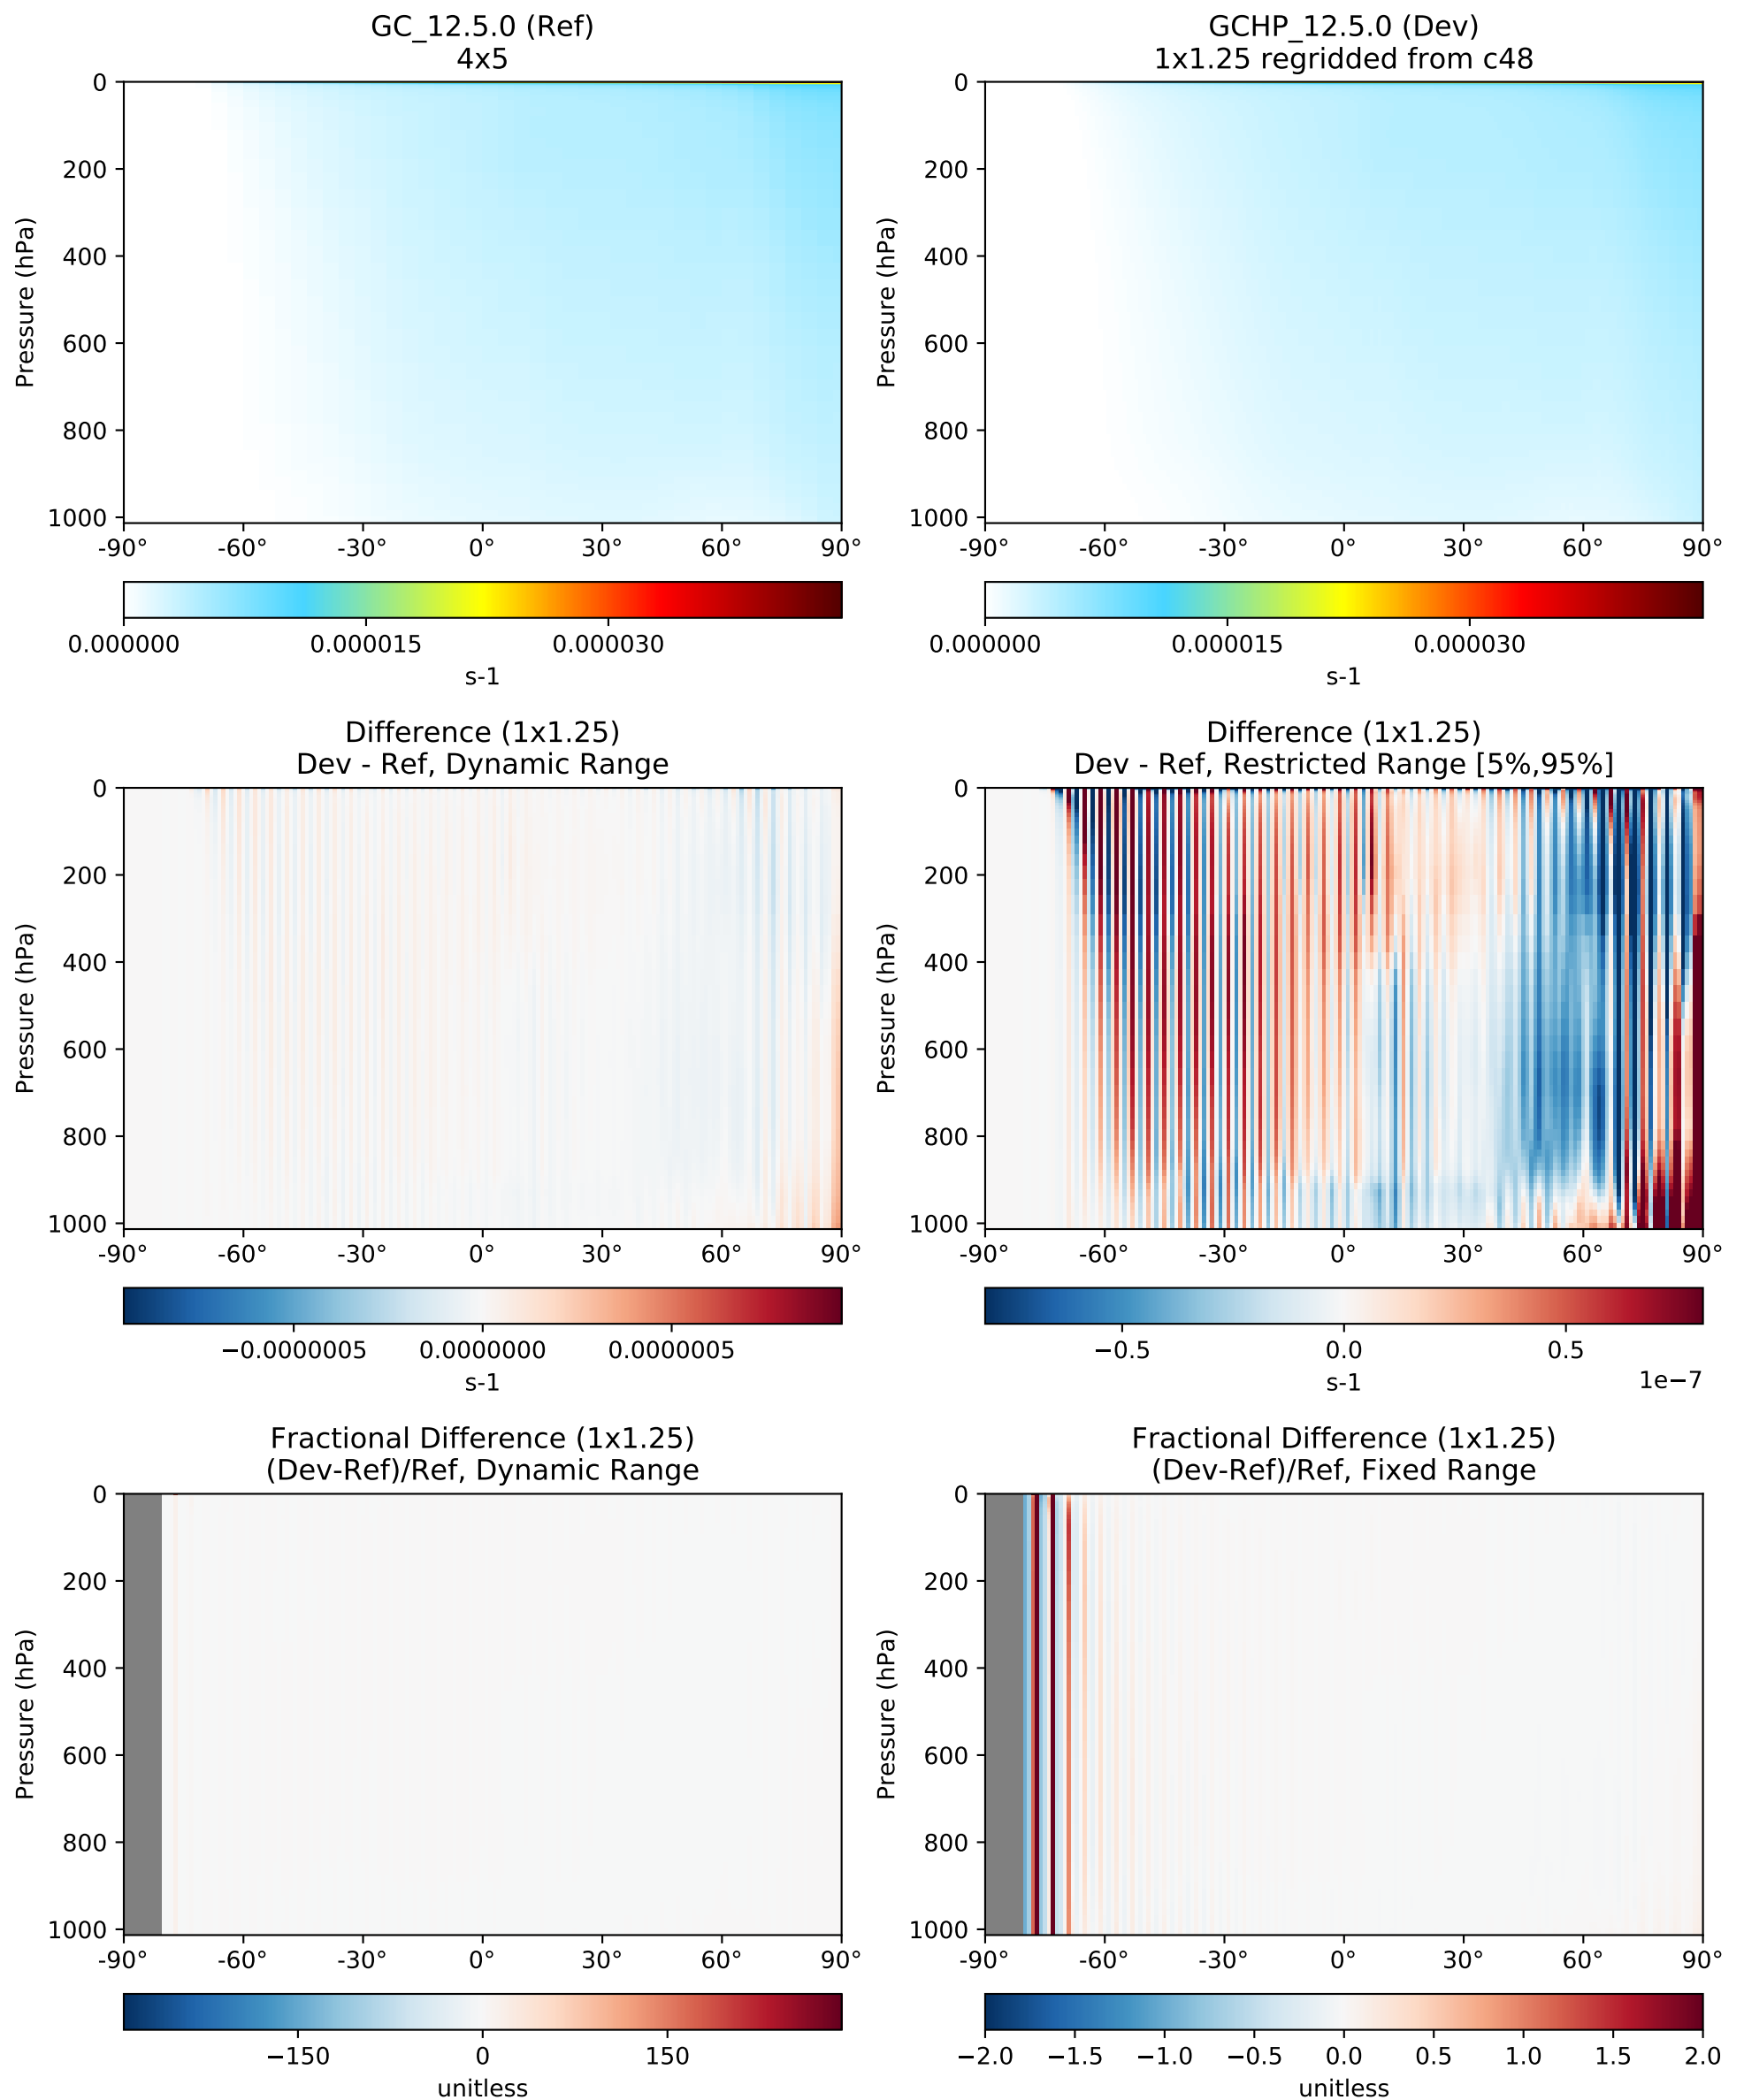 GC_12.5.0 (Ref)
4x5
0
200
400
600
800
1000
Pressure (hPa)
-90° -60° -30° 0° 30° 60° 90°
0.000000 0.000015 0.000030
s-1
GCHP_12.5.0 (Dev)
1x1.25 regridded from c48
0
200
400
600
800
1000
Pressure (hPa)
-90° -60° -30° 0° 30° 60° 90°
0.000000 0.000015 0.000030
s-1
Difference (1x1.25)
Dev - Ref, Dynamic Range
0
200
400
600
800
1000
Pressure (hPa)
-90° -60° -30° 0° 30° 60° 90°
−0.0000005 0.0000000 0.0000005
s-1
Difference (1x1.25)
Dev - Ref, Restricted Range [5%,95%]
0
200
400
600
800
1000
Pressure (hPa)
-90° -60° -30° 0° 30° 60° 90°
−0.5 0.0 0.5
s-1 1e−7
Fractional Difference (1x1.25)
(Dev-Ref)/Ref, Dynamic Range
0
200
400
600
800
1000
Pressure (hPa)
-90° -60° -30° 0° 30° 60° 90°
−150 0 150
unitless
Fractional Difference (1x1.25)
(Dev-Ref)/Ref, Fixed Range
0
200
400
600
800
1000
Pressure (hPa)
-90° -60° -30° 0° 30° 60° 90°
−2.0 −1.5 −1.0 −0.5 0.0 0.5 1.0 1.5 2.0
unitless